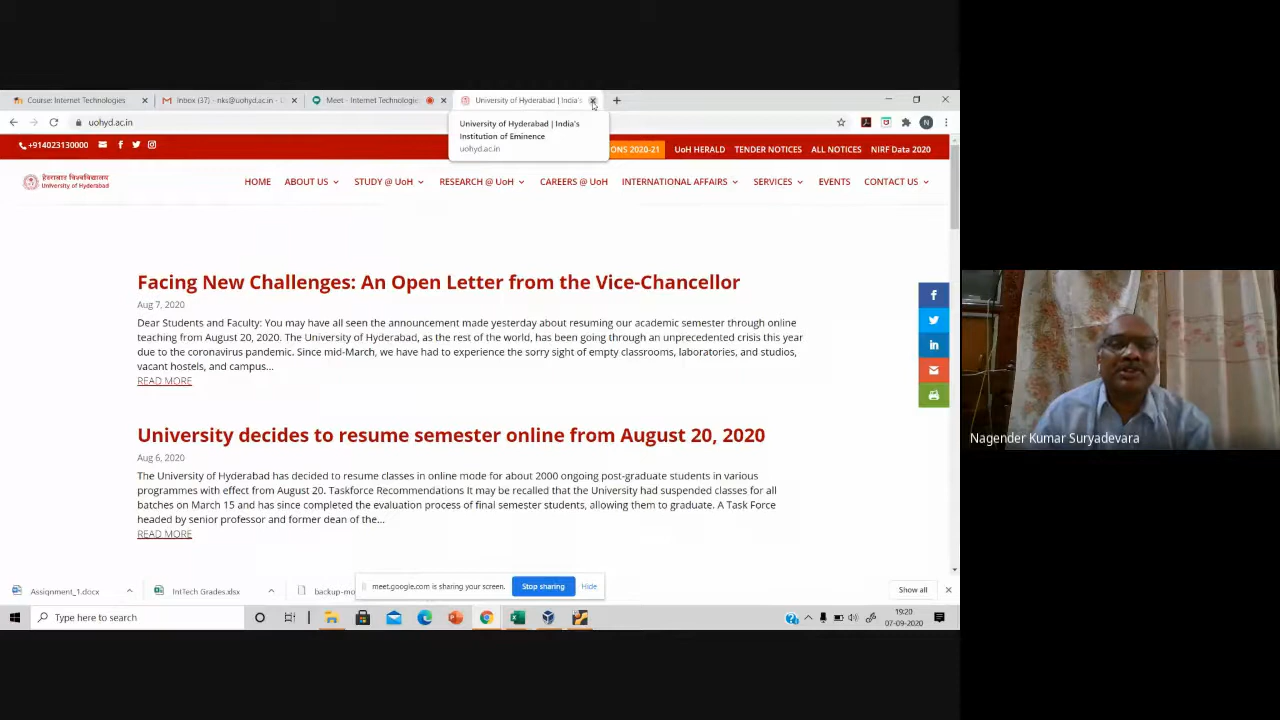 Course: Internet Technologies
Inbox (37) - nks@uohyd.ac.in - U
Meet - Internet Technologie
University of Hyderabad | India's
uohyd.ac.in
University of Hyderabad | India's
Institution of Eminence
uohyd.ac.in
+914023130000
ONS 2020-21
UoH HERALD
TENDER NOTICES
ALL NOTICES
NIRF Data 2020
हैदराबाद विश्वविद्यालय
University of Hyderabad
HOME
ABOUT US
STUDY @ UoH
RESEARCH @ UoH
CAREERS @ UoH
INTERNATIONAL AFFAIRS
SERVICES
EVENTS
CONTACT US
Facing New Challenges: An Open Letter from the Vice-Chancellor
Aug 7, 2020
Dear Students and Faculty: You may have all seen the announcement made yesterday about resuming our academic semester through online
teaching from August 20, 2020. The University of Hyderabad, as the rest of the world, has been going through an unprecedented crisis this year
due to the coronavirus pandemic. Since mid-March, we have had to experience the sorry sight of empty classrooms, laboratories, and studios,
vacant hostels, and campus...
READ MORE
University decides to resume semester online from August 20, 2020
Aug 6, 2020
The University of Hyderabad has decided to resume classes in online mode for about 2000 ongoing post-graduate students in various
programmes with effect from August 20. Taskforce Recommendations It may be recalled that the University had suspended classes for all
batches on March 15 and has since completed the evaluation process of final semester students, allowing them to graduate. A Task Force
headed by senior professor and former dean of the...
READ MORE
Nagender Kumar Suryadevara
Assignment_1.docx
IntTech Grades.xlsx
backup-mo
meet.google.com is sharing your screen.
Stop sharing
Hide
Show all
Type here to search
19:20
07-09-2020